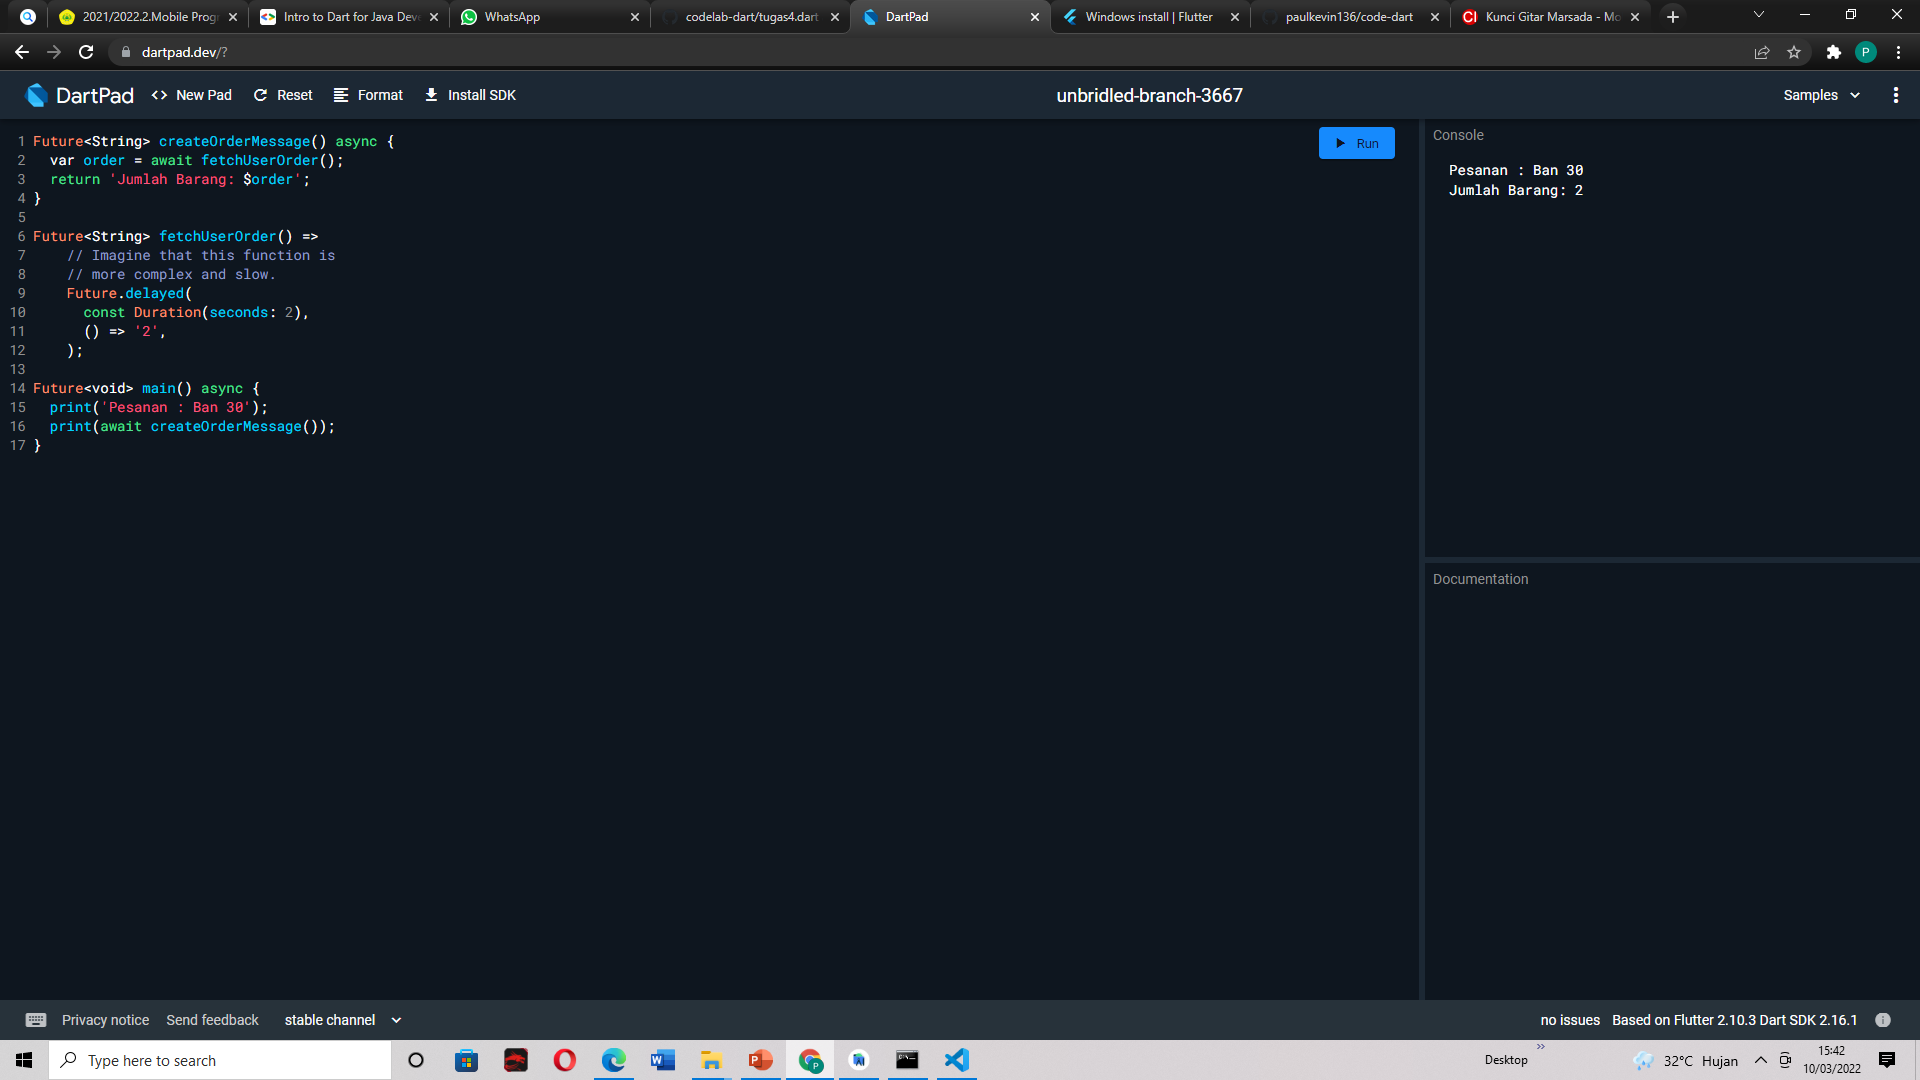 2021/2022.2.Mobile Progr
Intro to Dart for Java Deve
WhatsApp
codelab-dart/tugas4.dart
DartPad
Windows install | Flutter
paulkevin136/code-dart
Kunci Gitar Marsada - Mo
dartpad.dev/?
P
DartPad
<> New Pad
Reset
Format
Install SDK
unbridled-branch-3667
Samples
1 Future<String> createOrderMessage() async {
2   var order = await fetchUserOrder();
3   return 'Jumlah Barang: $order';
4 }
5
6 Future<String> fetchUserOrder() =>
7     // Imagine that this function is
8     // more complex and slow.
9     Future.delayed(
10       const Duration(seconds: 2),
11       () => '2',
12     );
13
14 Future<void> main() async {
15   print('Pesanan : Ban 30');
16   print(await createOrderMessage());
17 }
Run
Console
Pesanan : Ban 30
Jumlah Barang: 2
Documentation
Privacy notice
Send feedback
stable channel
no issues
Based on Flutter 2.10.3 Dart SDK 2.16.1
Type here to search
Desktop
32°C Hujan
15:42
10/03/2022